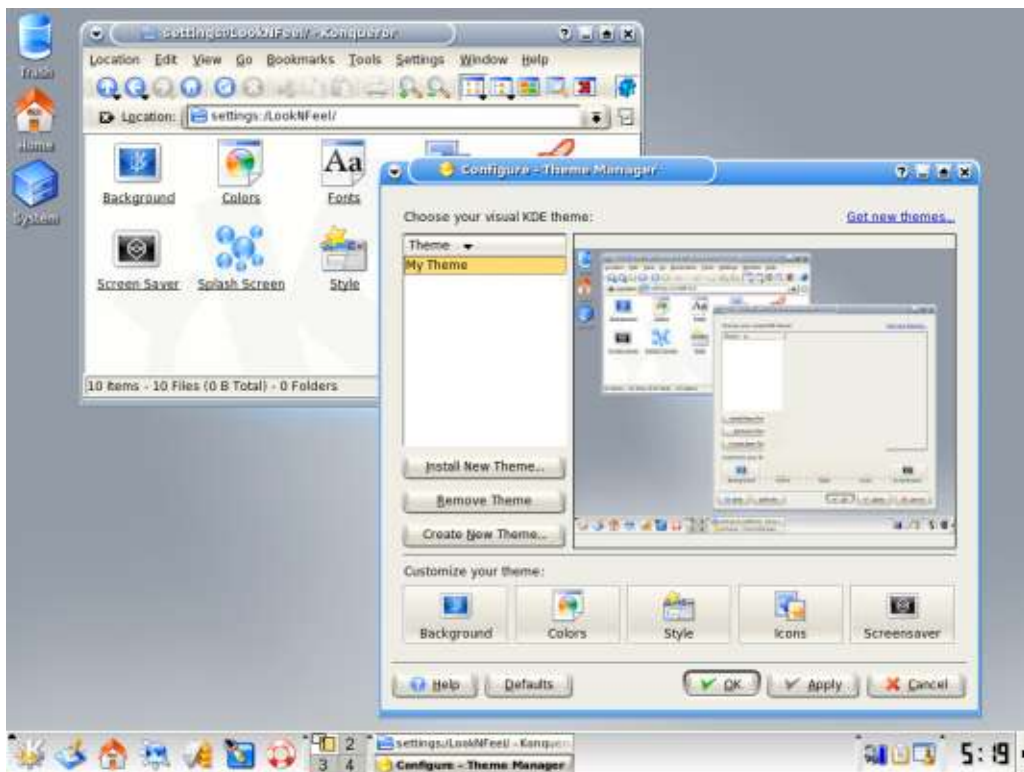 Trash
Home
System
settings:/LookNFeel/ - Konqueror
Location Edit View Go Bookmarks Tools Settings Window Help
Location: settings:/LookNFeel/
Background
Colors
Aa
Fonts
Screen Saver
Splash Screen
Style
10 Items - 10 Files (0 B Total) - 0 Folders
Configure - Theme Manager
Choose your visual KDE theme:
Get new themes...
Theme
My Theme
Install New Theme...
Remove Theme
Create New Theme...
Customize your theme:
Background
Colors
Style
Icons
Screensaver
Help
Defaults
OK
Apply
Cancel
2
3 4
settings:/LookNFeel/ - Konquer
Configure - Theme Manager
5:19